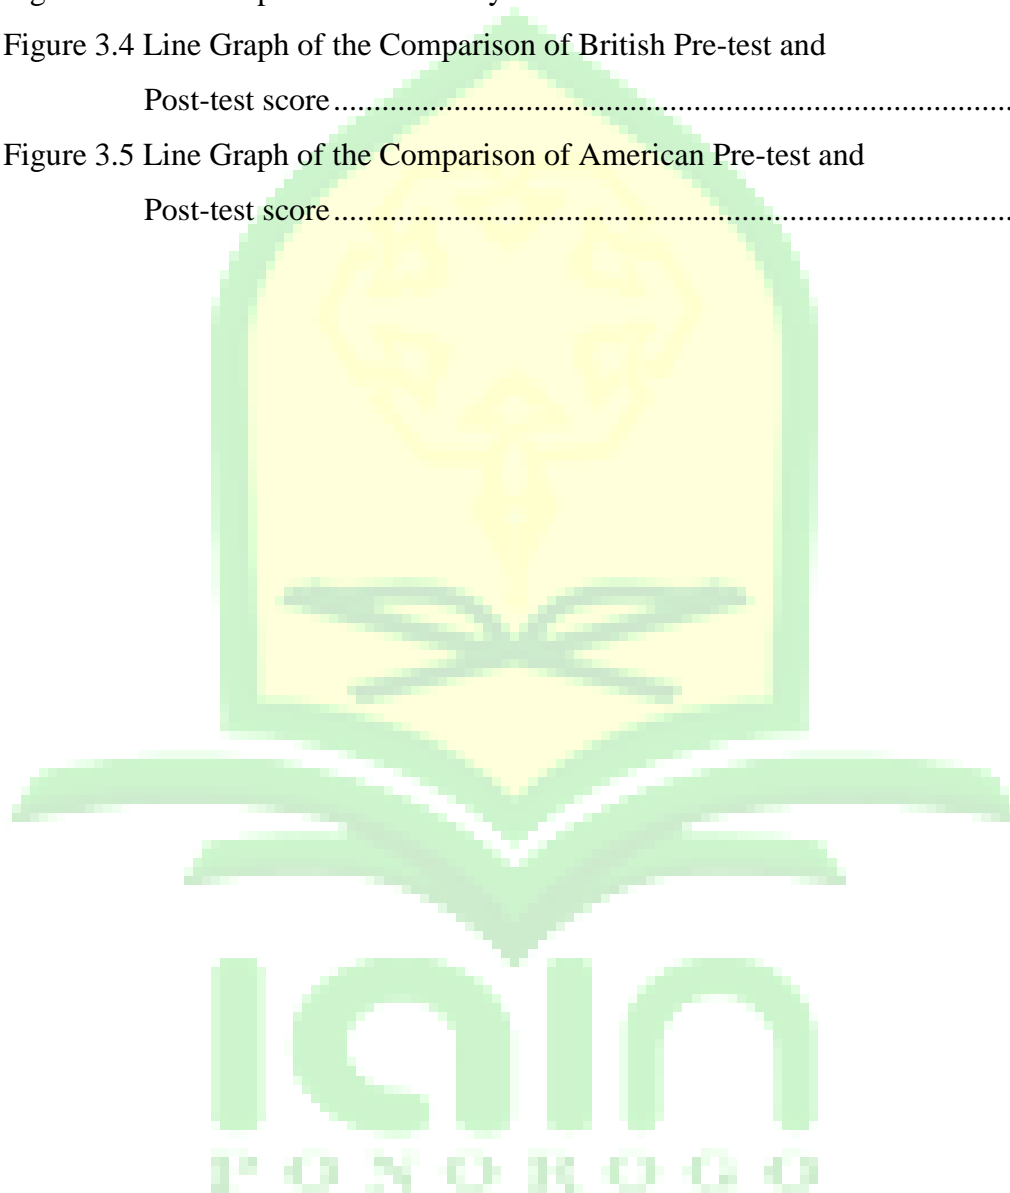 Figure 3.4 Line Graph of the Comparison of British Pre-test and
Post-test score................................................................................
Figure 3.5 Line Graph of the Comparison of American Pre-test and
Post-test score................................................................................
iain
PONOROGO